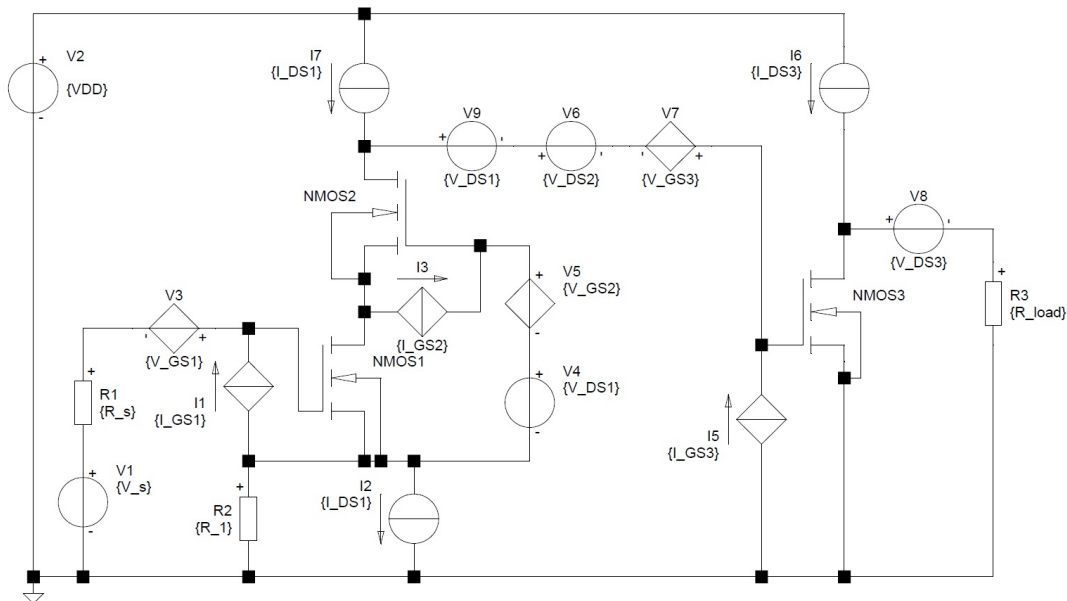 V2
{VDD}
I7
{I_DS1}
I6
{I_DS3}
V9
{V_DS1}
V6
{V_DS2}
V7
{V_GS3}
NMOS2
V8
{V_DS3}
I3
{I_GS2}
V5
{V_GS2}
NMOS3
R3
{R_load}
V3
{V_GS1}
NMOS1
V4
{V_DS1}
R1
{R_s}
I1
{I_GS1}
I5
{I_GS3}
V1
{V_s}
R2
{R_1}
I2
{I_DS1}